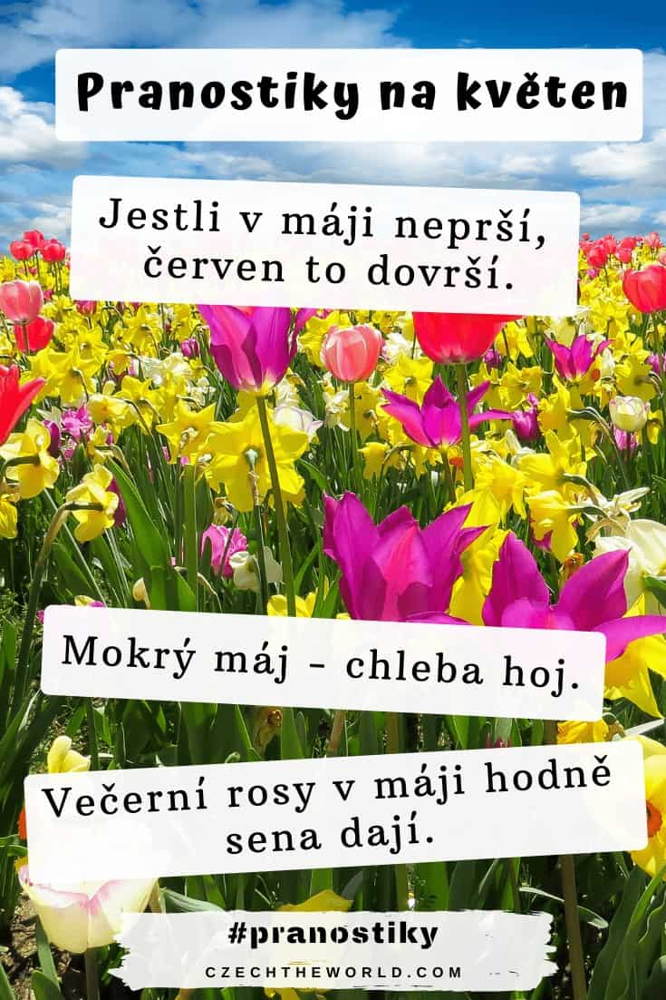 Pranostiky na květen
Jestli v máji neprší,
červen to dovrší.
Mokrý máj - chleba hoj.
Večerní rosy v máji hodně
sena dají.
#pranostiky
CZECHTHEWORLD.COM